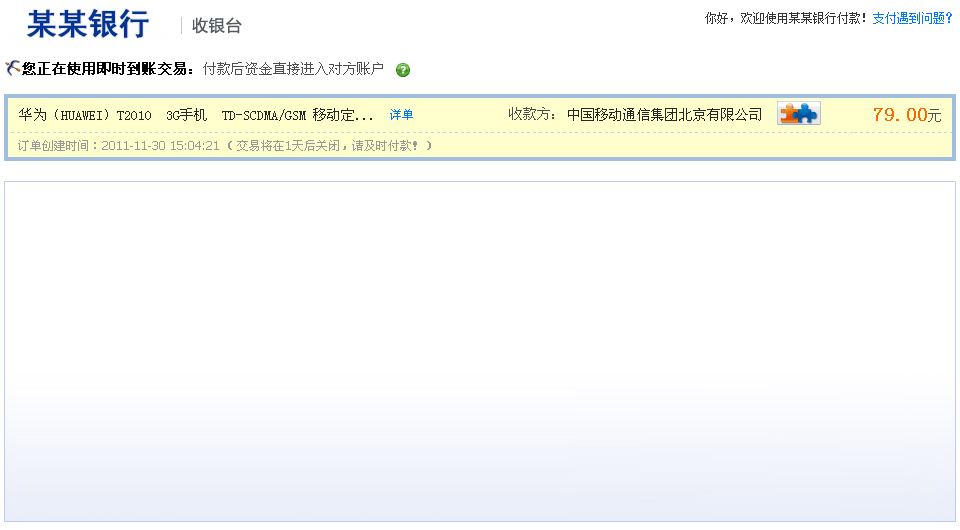 某某银行 收银台 你好，欢迎使用某某银行付款！支付遇到问题？
您正在使用即时到账交易：付款后资金直接进入对方账户
华为（HUAWEI）T2010 3G手机 TD-SCDMA/GSM 移动定... 详单 收款方： 中国移动通信集团北京有限公司 79.00元
订单创建时间：2011-11-30 15:04:21 （ 交易将在1天后关闭，请及时付款！ ）